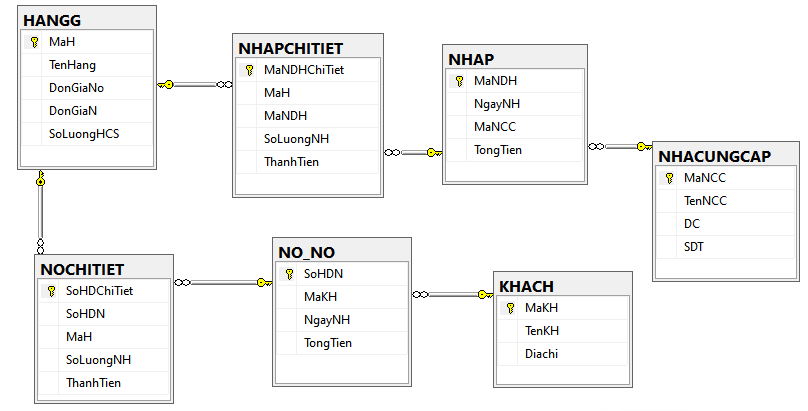 HANGG
MaH
TenHang
DonGiaNo
DonGiaN
SoLuongHCS
NHAPCHITIET
MaNDHChiTiet
MaH
MaNDH
SoLuongNH
ThanhTien
NHAP
MaNDH
NgayNH
MaNCC
TongTien
NHACUNGCAP
MaNCC
TenNCC
DC
SDT
NOCHITIET
SoHDChiTiet
SoHDN
MaH
SoLuongNH
ThanhTien
NO_NO
SoHDN
MaKH
NgayNH
TongTien
KHACH
MaKH
TenKH
Diachi